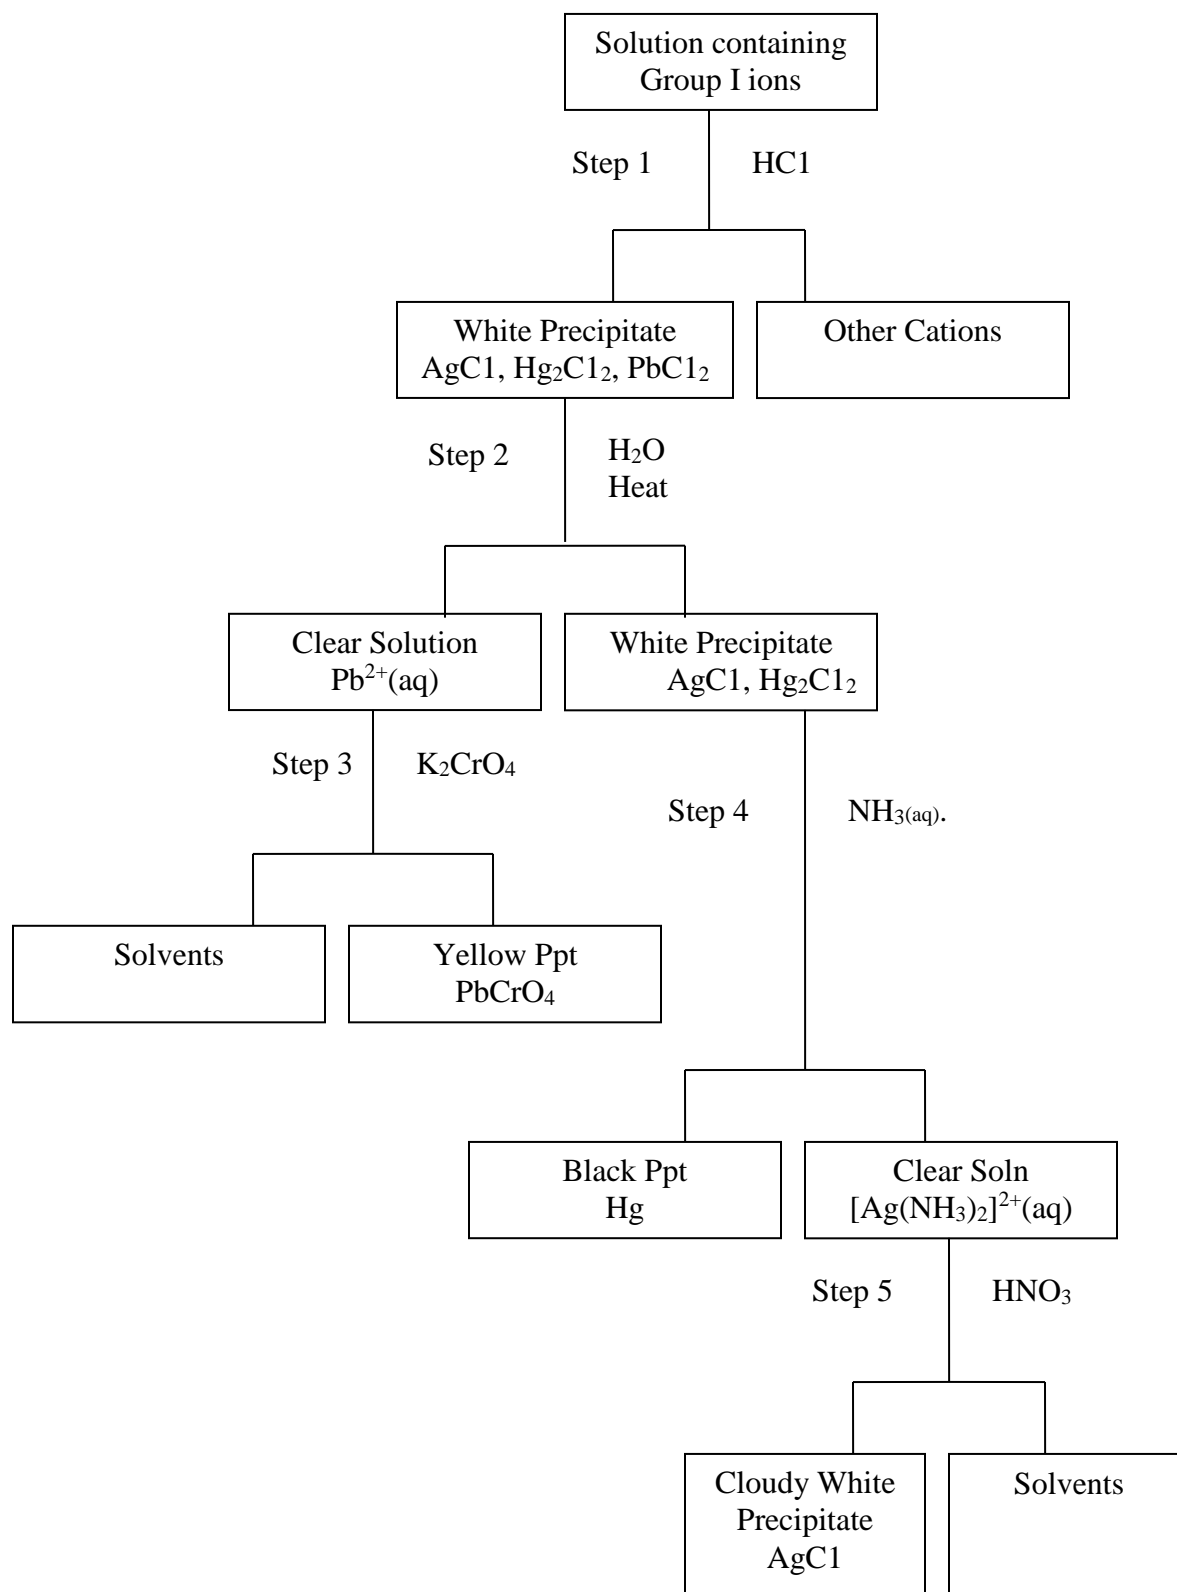 Solution containing
Group I ions
Step 1
HC1
White Precipitate
AgC1, Hg₂C1₂, PbC1₂
Other Cations
Step 2
H₂O
Heat
Clear Solution
Pb²⁺(aq)
White Precipitate
AgC1, Hg₂C1₂
Step 3
K₂CrO₄
Step 4
NH₃₍aq₎.
Solvents
Yellow Ppt
PbCrO₄
Black Ppt
Hg
Clear Soln
[Ag(NH₃)₂]²⁺(aq)
Step 5
HNO₃
Cloudy White
Precipitate
AgC1
Solvents